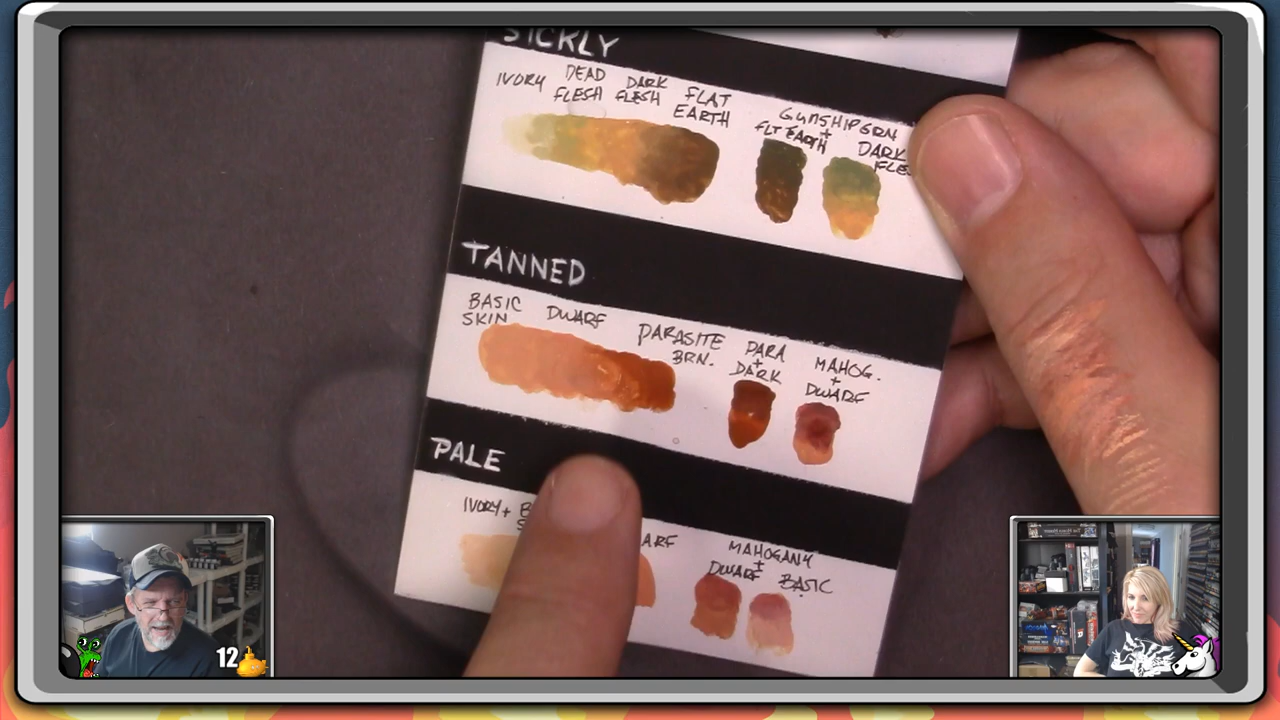 SICKLY
IVORY
DEAD
FLESH
DARK
FLESH
FLAT
EARTH
GUNSHIP GRN
+
FLT EARTH
DARK
FLES
TANNED
BASIC
SKIN
DWARF
PARASITE
BRN.
PARA
+
DARK
MAHOG.
+
DWARF
PALE
IVORY + B
S
ARF
MAHOGANY
+
DWARF
BASIC
12